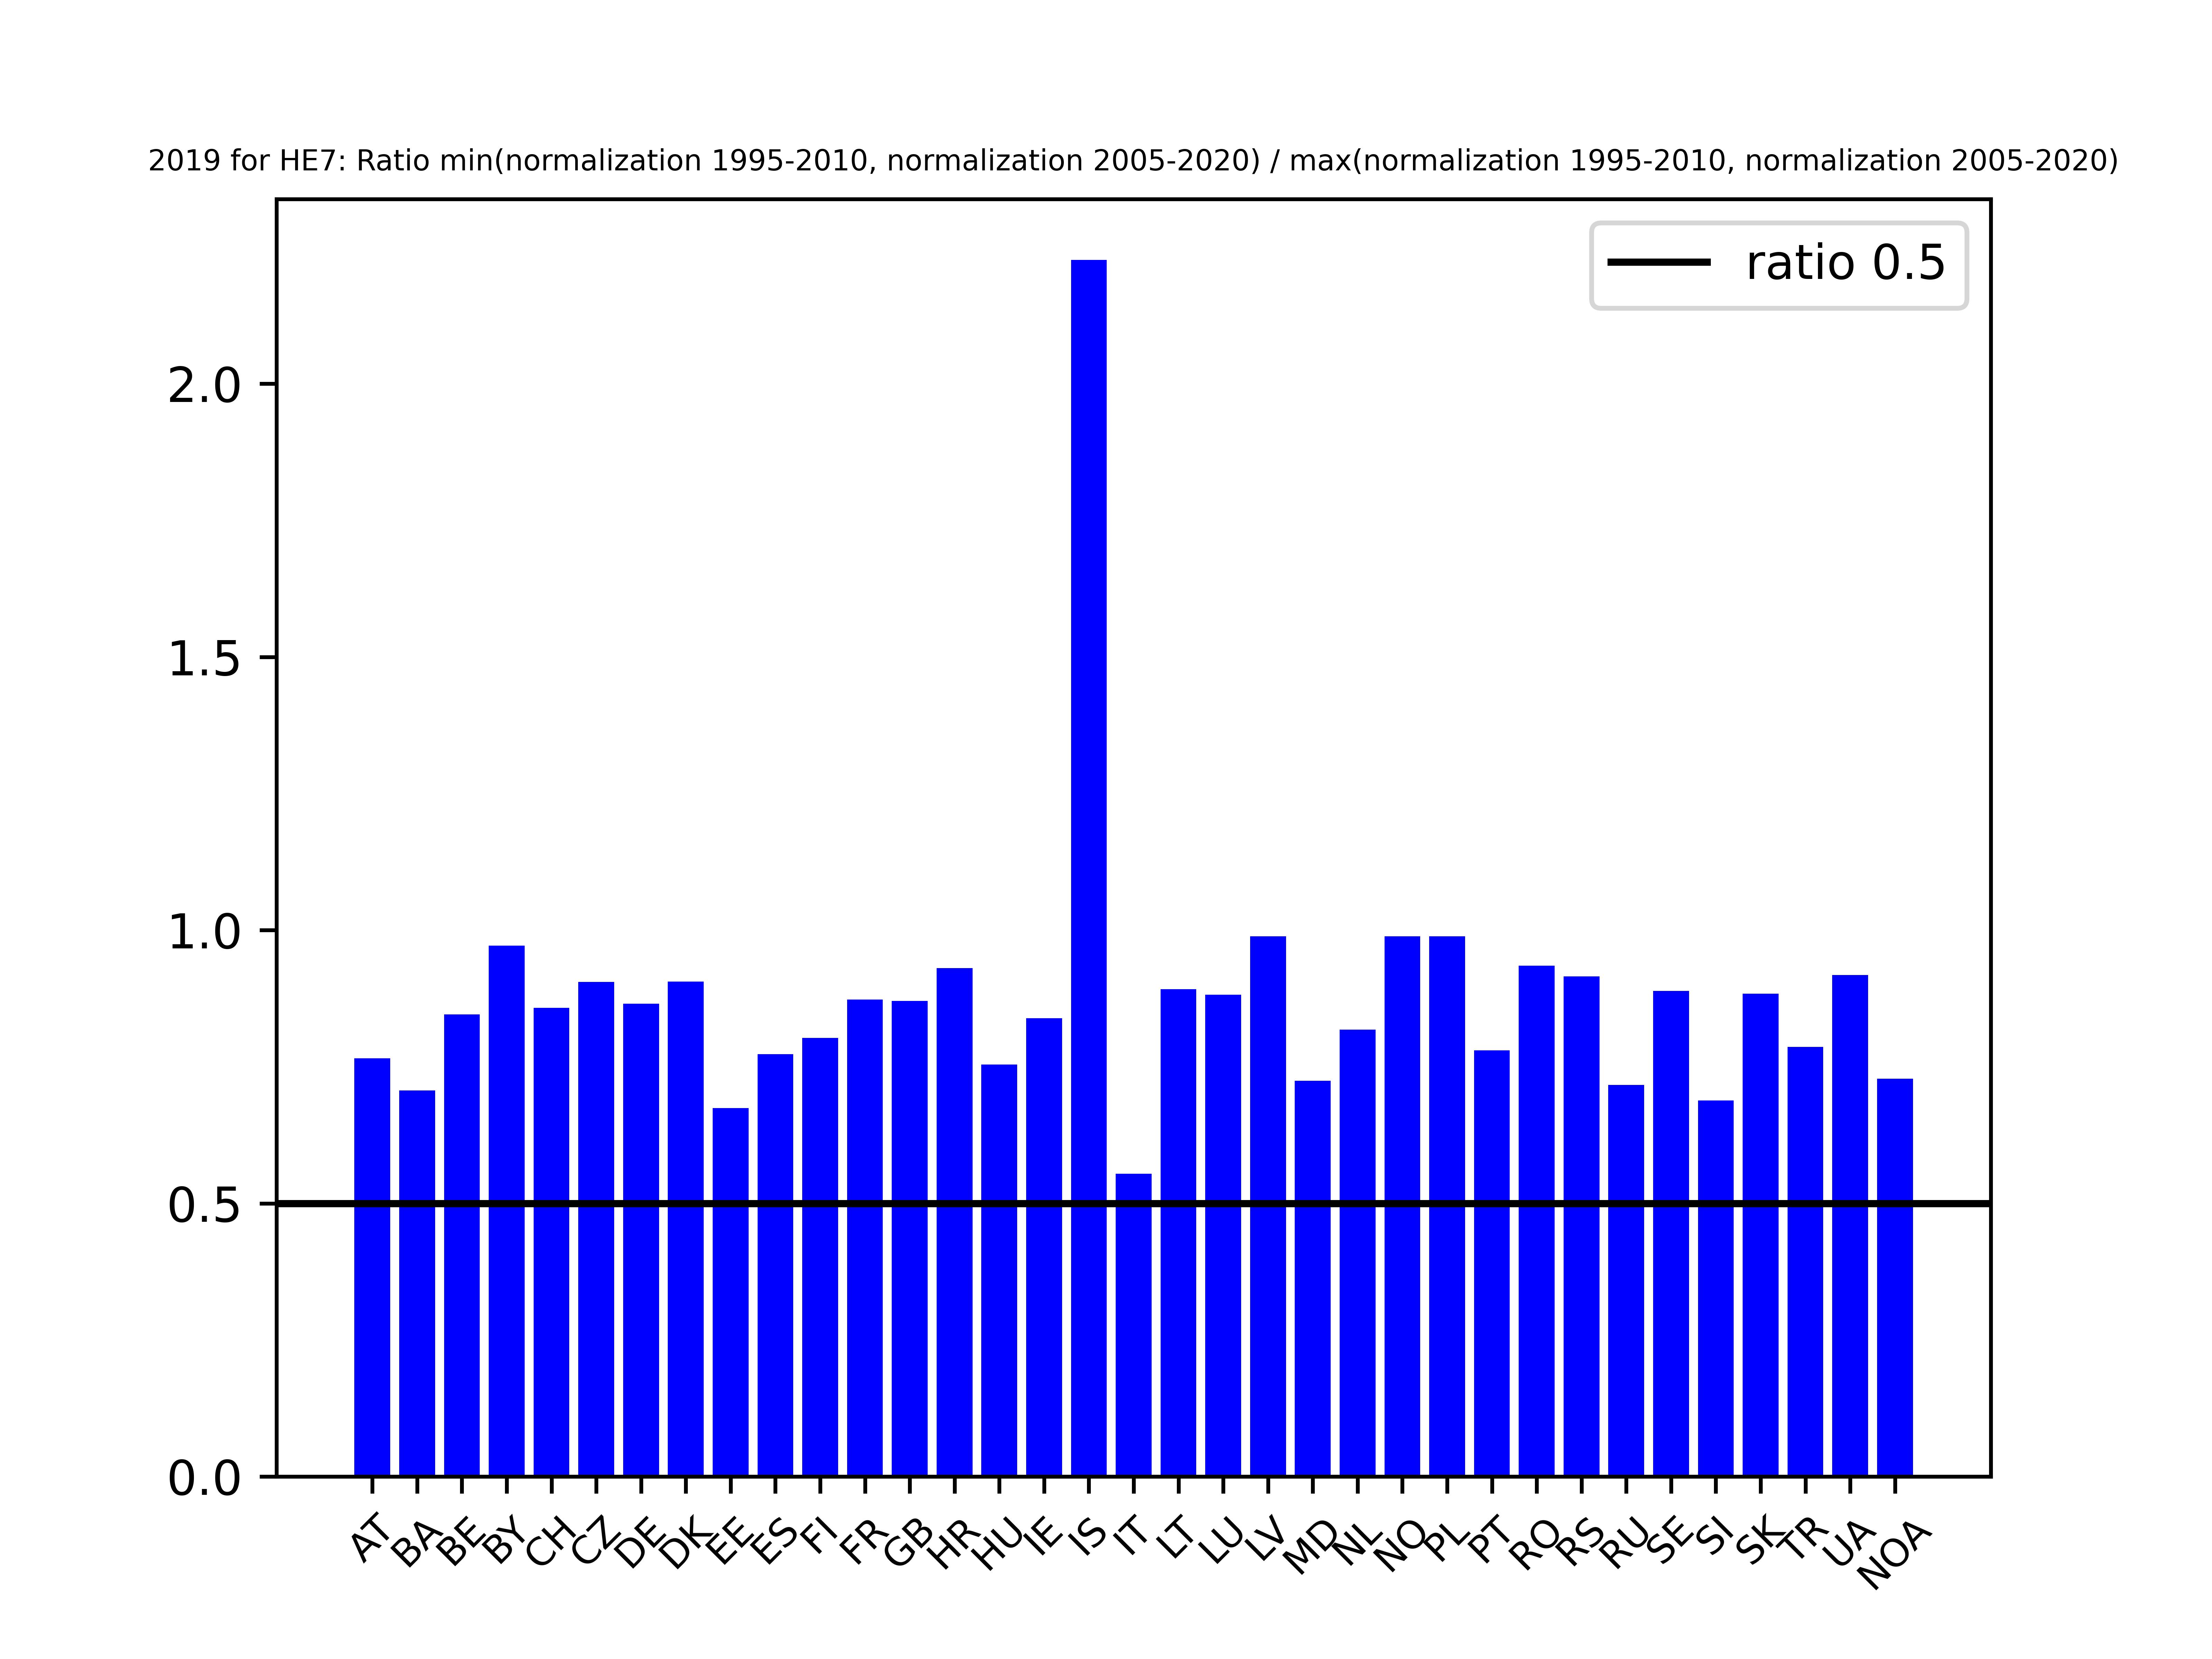 2019 for HE7: Ratio min(normalization 1995-2010, normalization 2005-2020) / max(normalization 1995-2010, normalization 2005-2020)
ratio 0.5
2.0
1.5
1.0
0.5
0.0
AT BA BE BY CH CZ DE DK EE ES FI FR GB HR HU IE IS IT LT LU LV MD NL NO PL PT RO RS RU SE SI SK TR UA NOA